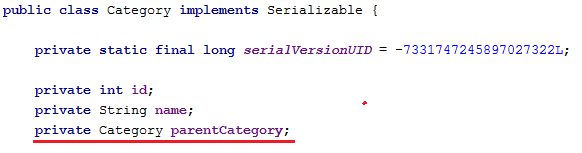 public class Category implements Serializable {
private static final long serialVersionUID = -7331747245897027322L;
private int id;
private String name;
private Category parentCategory;